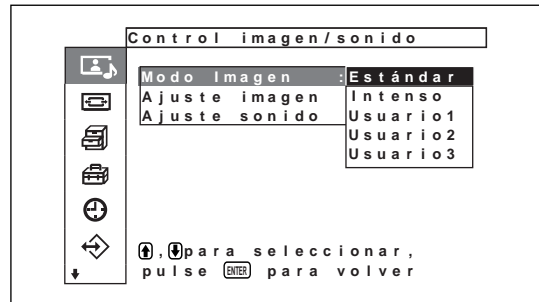 Control imagen/sonido
Modo Imagen :Estándar
Ajuste imagen Intenso
Ajuste sonido Usuario1
Usuario2
Usuario3
, para seleccionar,
pulse ENTER para volver